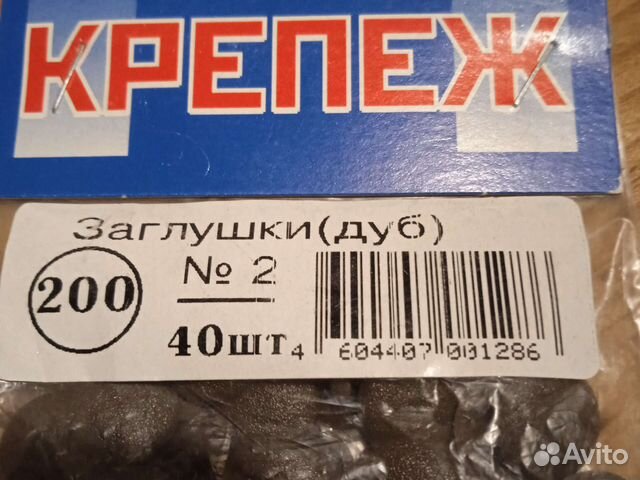 КРЕПЕЖ
Заглушки(дуб)
200
№ 2
40шт
4 604407 001286
Avito